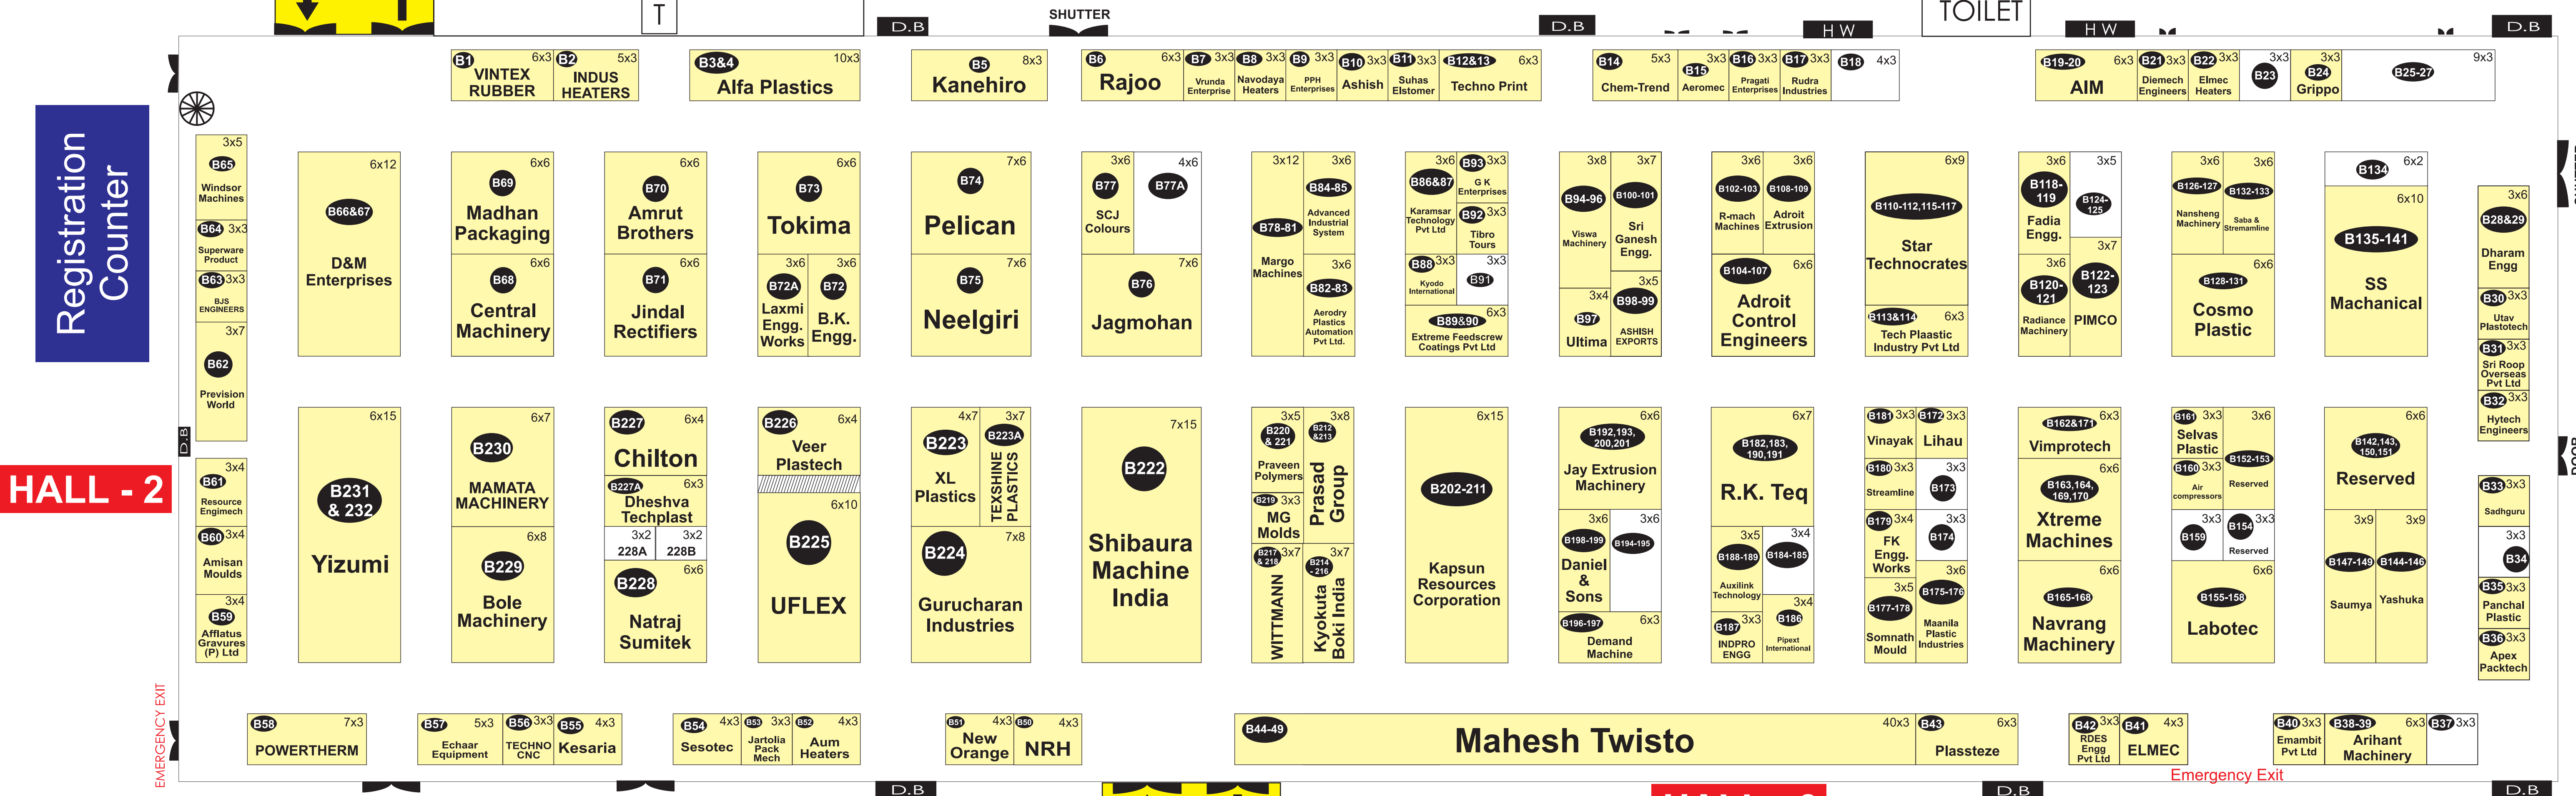 T
D.B
SHUTTER
D.B
H W
TOILET
H W
D.B
B1 6x3
VINTEX
RUBBER
B2 5x3
INDUS
HEATERS
B3&4 10x3
Alfa Plastics
B5 8x3
Kanehiro
B6 6x3
Rajoo
B7 3x3
Vrunda
Enterprise
B8 3x3
Navodaya
Heaters
B9 3x3
PPH
Enterprises
B10 3x3
Ashish
B11 3x3
Suhas
Elstomer
B12&13 6x3
Techno Print
B14 5x3
Chem-Trend
3x3
B15
Aeromec
B16 3x3
Pragati
Enterprises
B17 3x3
Rudra
Industries
B18 4x3
B19-20 6x3
AIM
B21 3x3
Diemech
Engineers
B22 3x3
Elmec
Heaters
3x3
B23
3x3
B24
Grippo
9x3
B25-27
Registration
Counter
HALL - 2
3x5
B65
Windsor
Machines
B64 3x3
Superware
Product
B63 3x3
BJS
ENGINEERS
3x7
B62
Prevision
World
D.B
3x4
B61
Resource
Engimech
B60 3x4
Amisan
Moulds
3x4
B59
Afflatus
Gravures
(P) Ltd
6x12
B66&67
D&M
Enterprises
6x6
B69
Madhan
Packaging
6x6
B68
Central
Machinery
6x6
B70
Amrut
Brothers
6x6
B71
Jindal
Rectifiers
6x6
B73
Tokima
3x6
B72A
Laxmi
Engg.
Works
3x6
B72
B.K.
Engg.
7x6
B74
Pelican
7x6
B75
Neelgiri
3x6
B77
SCJ
Colours
4x6
B77A
7x6
B76
Jagmohan
3x12
B78-81
Margo
Machines
3x6
B84-85
Advanced
Industrial
System
3x6
B82-83
Aerodry
Plastics
Automation
Pvt Ltd.
3x6
B86&87
Karamsar
Technology
Pvt Ltd
B93 3x3
G K
Enterprises
B92 3x3
Tibro
Tours
B88 3x3
Kyodo
International
3x3
B91
6x3
B89&90
Extreme Feedscrew
Coatings Pvt Ltd
3x8
B94-96
Viswa
Machinery
3x7
B100-101
Sri
Ganesh
Engg.
3x4
B97
Ultima
3x5
B98-99
ASHISH
EXPORTS
3x6
B102-103
R-mach
Machines
3x6
B108-109
Adroit
Extrusion
B104-107 6x6
Adroit
Control
Engineers
6x9
B110-112,115-117
Star
Technocrates
B113&114 6x3
Tech Plaastic
Industry Pvt Ltd
3x6
B118-
119
Fadia
Engg.
3x5
B124-
125
3x6
B120-
121
Radiance
Machinery
3x7
B122-
123
PIMCO
3x6
B126-127
Nansheng
Machinery
3x6
B132-133
Saba &
Stremamline
6x6
B128-131
Cosmo
Plastic
B134 6x2
6x10
B135-141
SS
Machanical
3x6
B28&29
Dharam
Engg
B30 3x3
Utav
Plastotech
B31 3x3
Sri Roop
Overseas
Pvt Ltd
B32 3x3
Hytech
Engineers
DOOR
B33 3x3
Sadhguru
3x3
B34
B35 3x3
Panchal
Plastic
B36 3x3
Apex
Packtech
6x15
B231
& 232
Yizumi
6x7
B230
MAMATA
MACHINERY
6x8
B229
Bole
Machinery
B227 6x4
Chilton
B227A 6x3
Dheshva
Techplast
3x2
228A
3x2
228B
6x6
B228
Natraj
Sumitek
B226 6x4
Veer
Plastech
6x10
B225
UFLEX
4x7
B223
XL
Plastics
3x7
B223A
TEXSHINE
PLASTICS
7x8
B224
Gurucharan
Industries
7x15
B222
Shibaura
Machine
India
3x5
B220
& 221
Praveen
Polymers
B219 3x3
MG
Molds
B217
& 218 3x7
WITTMANN
3x8
B212
&213
Prasad
Group
3x7
B214
- 216
Kyokuta
Boki India
6x15
B202-211
Kapsun
Resources
Corporation
6x6
B192,193,
200,201
Jay Extrusion
Machinery
3x6
B198-199
Daniel
&
Sons
3x6
B194-195
B196-197 6x3
Demand
Machine
6x7
B182,183,
190,191
R.K. Teq
3x5
B188-189
Auxilink
Technology
3x4
B184-185
B187 3x3
INDPRO
ENGG
3x4
B186
Pipext
International
B181 3x3
Vinayak
B172 3x3
Lihau
B180 3x3
Streamline
3x3
B173
B179 3x4
FK
Engg.
Works
3x3
B174
3x5
B177-178
Somnath
Mould
3x6
B175-176
Maanila
Plastic
Industries
B162&171 6x3
Vimprotech
6x6
B163,164,
169,170
Xtreme
Machines
6x6
B165-168
Navrang
Machinery
B161 3x3
Selvas
Plastic
3x6
B152-153
Reserved
B160 3x3
Air
compressors
3x3
B159
B154 3x3
Reserved
6x6
B155-158
Labotec
6x6
B142,143,
150,151
Reserved
3x9
B147-149
Saumya
3x9
B144-146
Yashuka
EMERGENCY EXIT
B58 7x3
POWERTHERM
B57 5x3
Echaar
Equipment
B56 3x3
TECHNO
CNC
B55 4x3
Kesaria
B54 4x3
Sesotec
B53 3x3
Jartolia
Pack
Mech
B52 4x3
Aum
Heaters
B51 4x3
New
Orange
B50 4x3
NRH
B44-49 40x3
Mahesh Twisto
B43 6x3
Plassteze
B42 3x3
RDES
Engg
Pvt Ltd
B41 4x3
ELMEC
B40 3x3
Emambit
Pvt Ltd
B38-39 6x3
Arihant
Machinery
B37 3x3
Emergency Exit
D.B
D.B
D.B